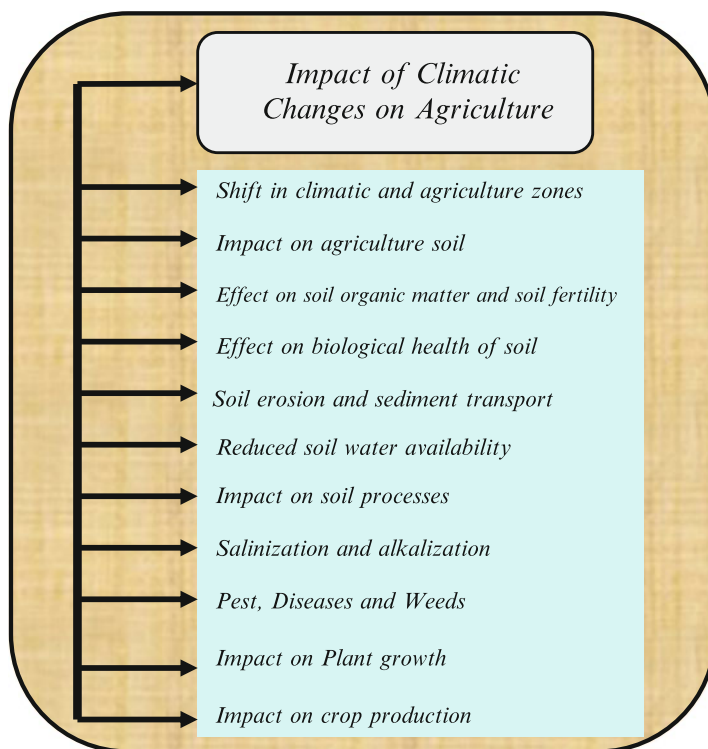 Impact of Climatic
Changes on Agriculture
Shift in climatic and agriculture zones
Impact on agriculture soil
Effect on soil organic matter and soil fertility
Effect on biological health of soil
Soil erosion and sediment transport
Reduced soil water availability
Impact on soil processes
Salinization and alkalization
Pest, Diseases and Weeds
Impact on Plant growth
Impact on crop production